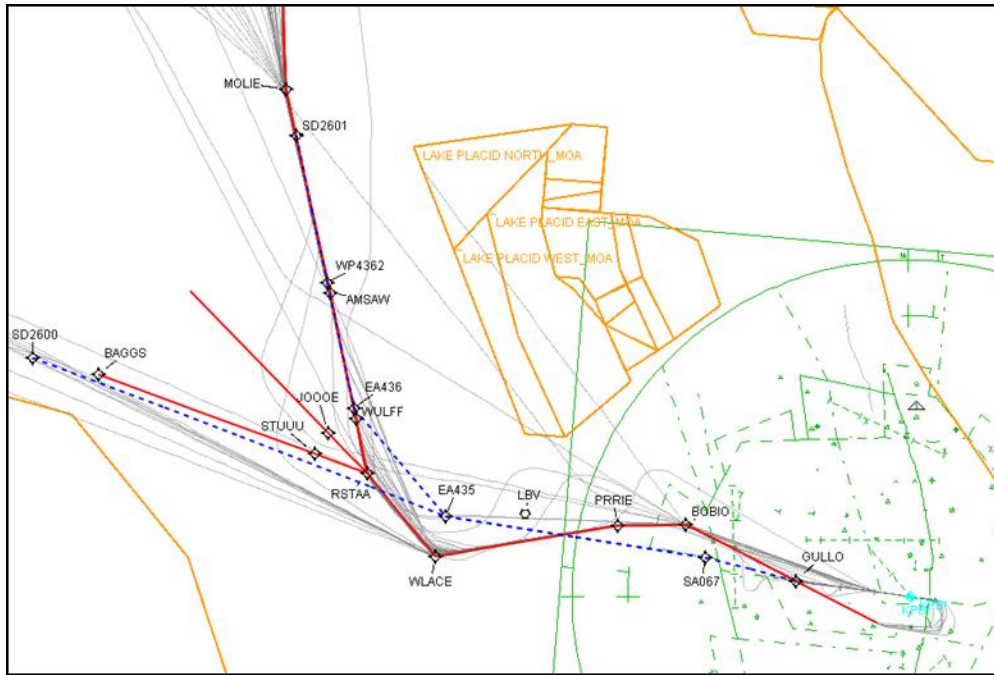 MOLIE
SD2601
LAKE PLACID NORTH_MOA
LAKE PLACID EAST_MOA
LAKE PLACID WEST_MOA
WP4362
AMSAW
SD2600
BAGGS
EA436
JOOOE
WULFF
STUUU
RSTAA
EA435
LBV
PRRIE
BOBIO
WLACE
SA067
GULLO